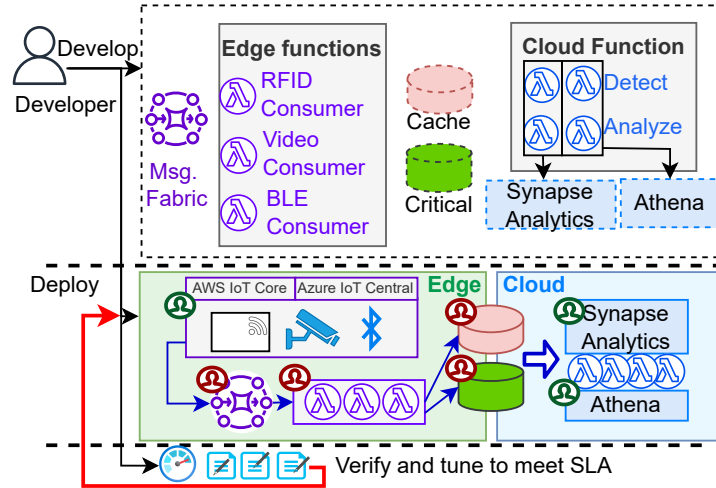 Develop
Developer
Msg.
Fabric
Edge functions
RFID
Consumer
Video
Consumer
BLE
Consumer
Cache
Critical
Cloud Function
Detect
Analyze
Synapse
Analytics
Athena
Deploy
AWS IoT Core
Azure IoT Central
Edge
Cloud
Synapse
Analytics
Athena
Verify and tune to meet SLA